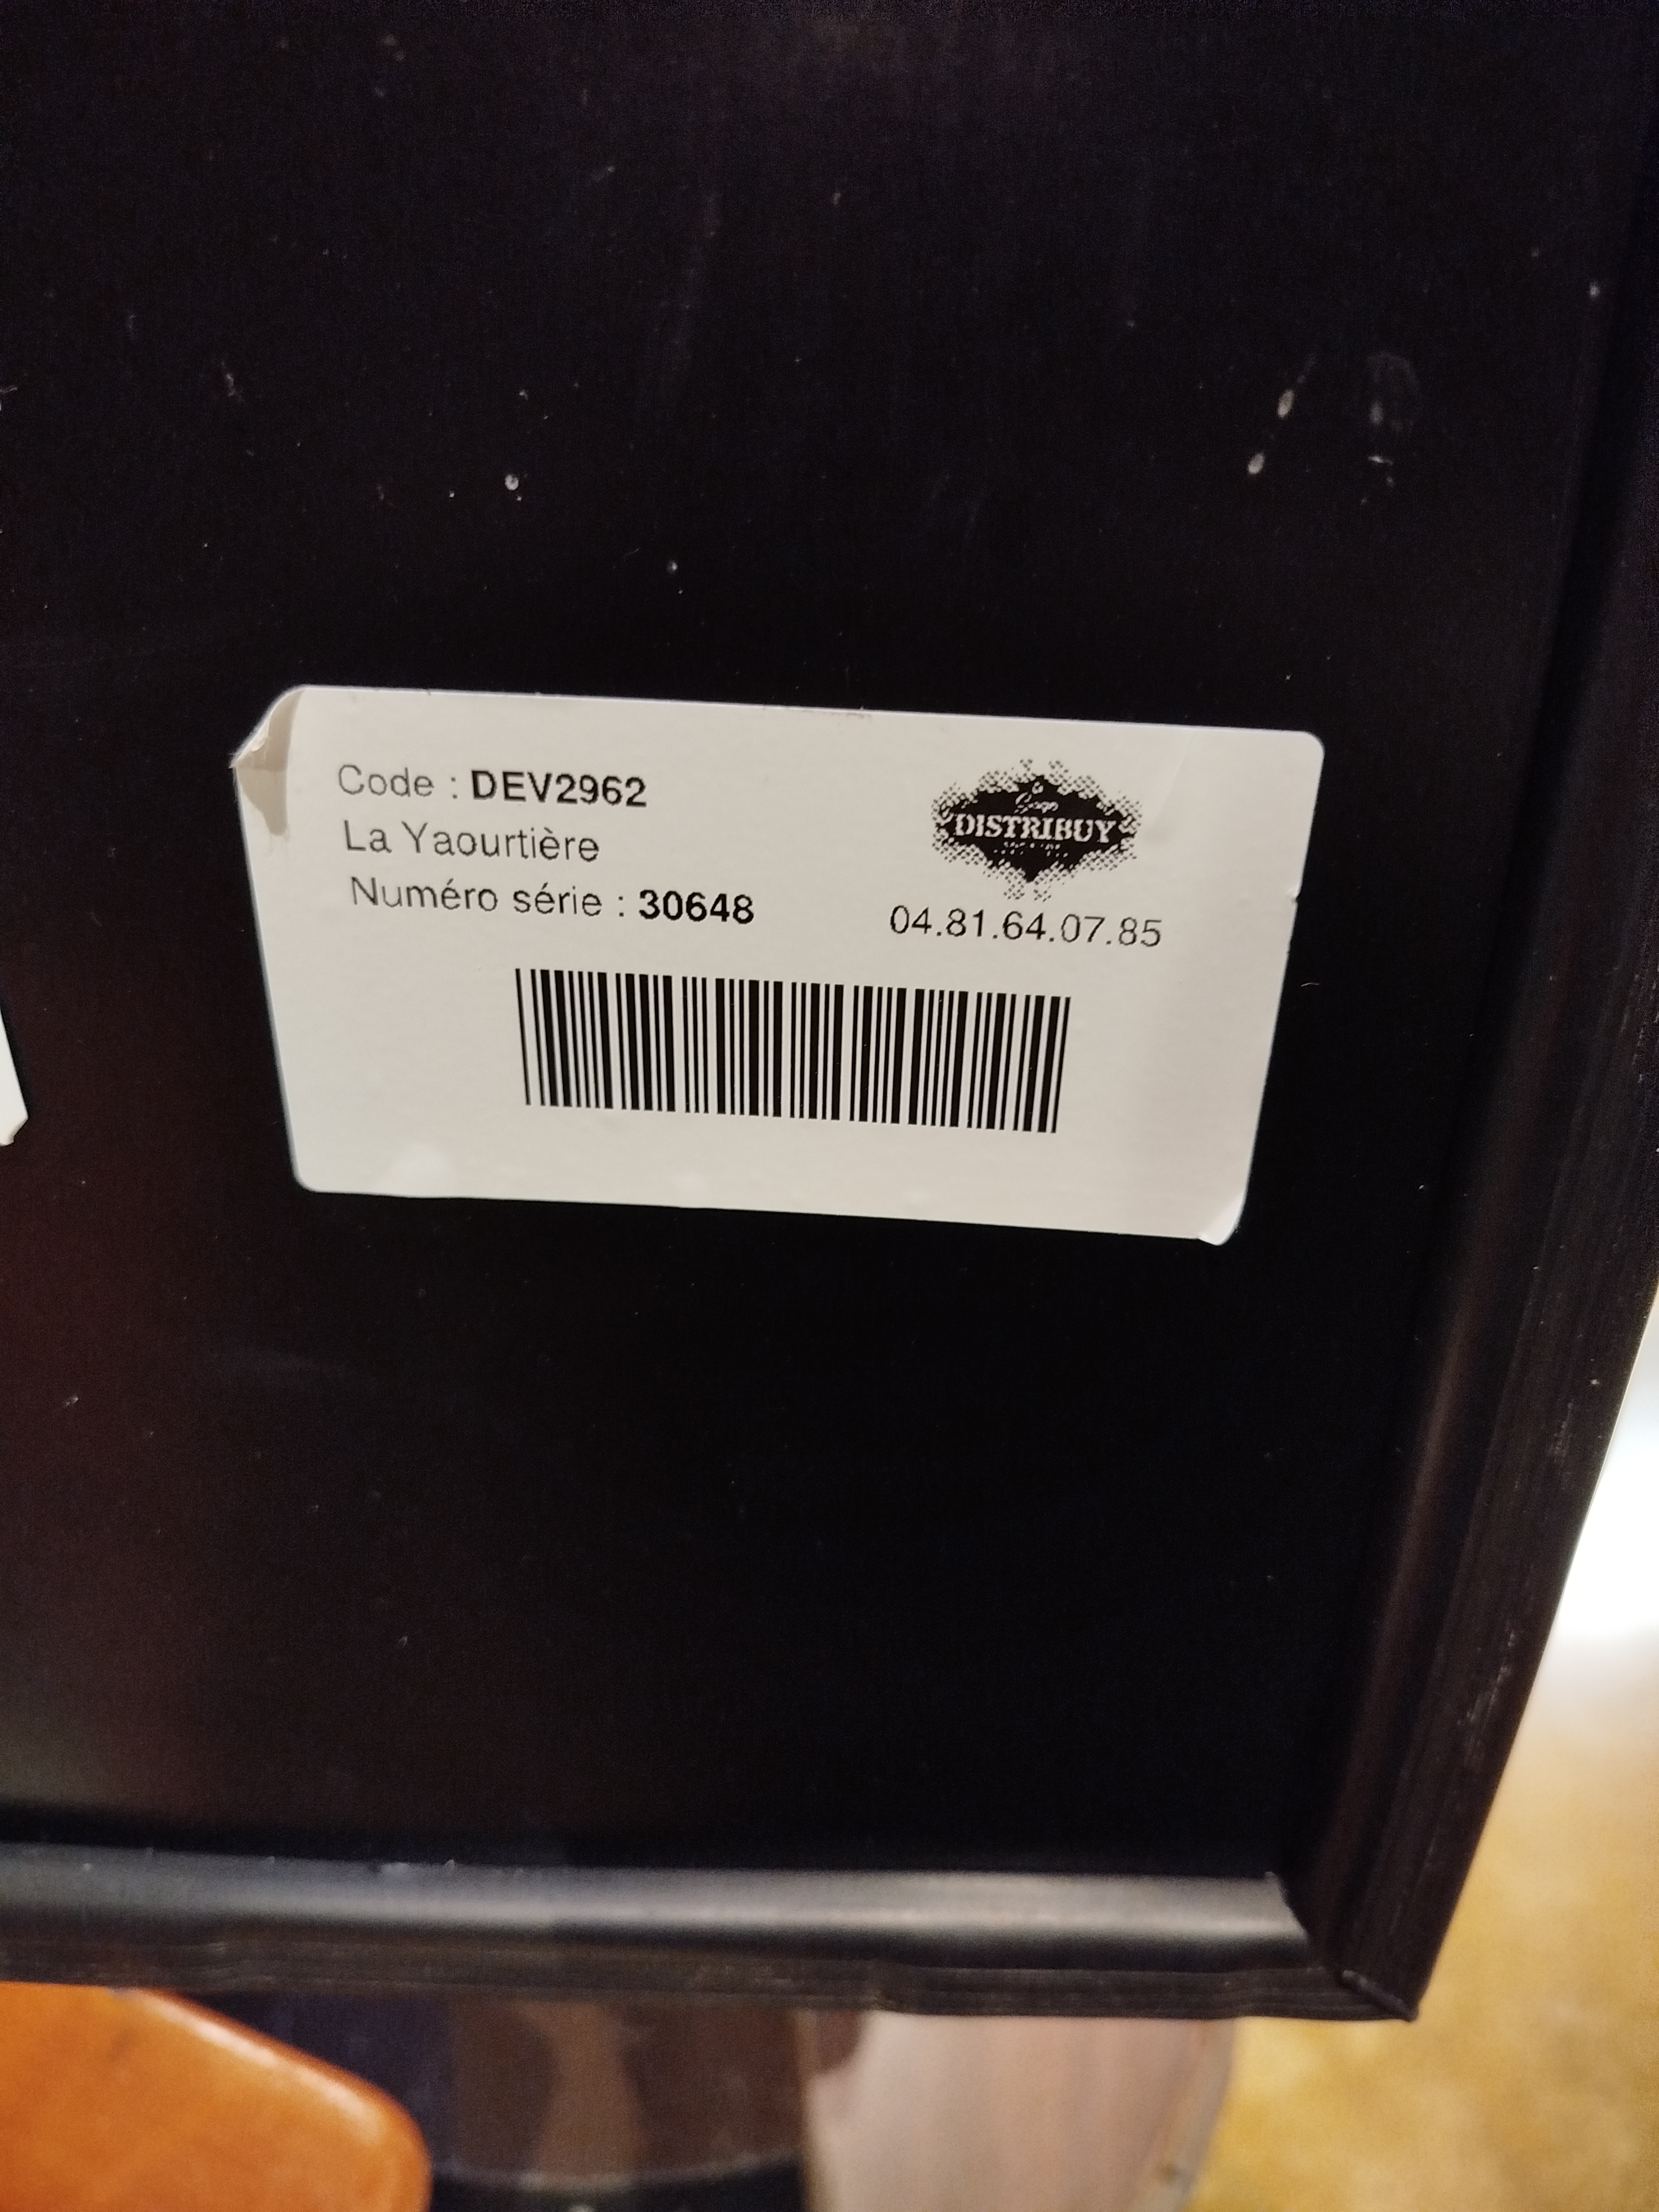 Code : DEV2962
La Yaourtière
Numéro série : 30648
DISTRIBUY
04.81.64.07.85